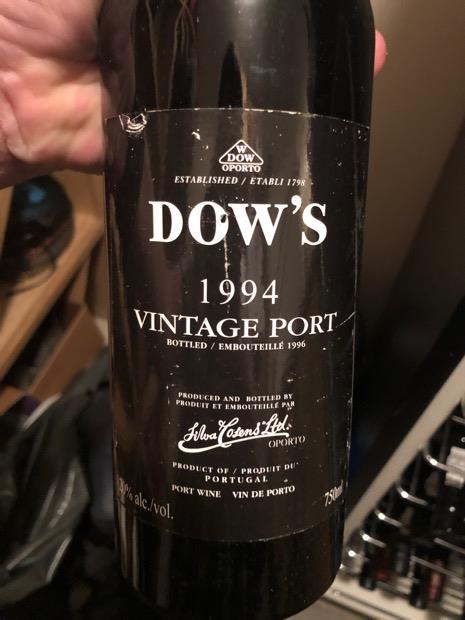 W
DOW
OPORTO
ESTABLISHED / ETABLI 1798
DOW'S
1994
VINTAGE PORT
BOTTLED / EMBOUTEILLÉ 1996
PRODUCED AND BOTTLED BY
PRODUIT ET EMBOUTEILLÉ PAR
Silva & Cosens Ltd.
OPORTO
PRODUCT OF / PRODUIT DU
PORTUGAL
PORT WINE VIN DE PORTO
% alc./vol.
750ml